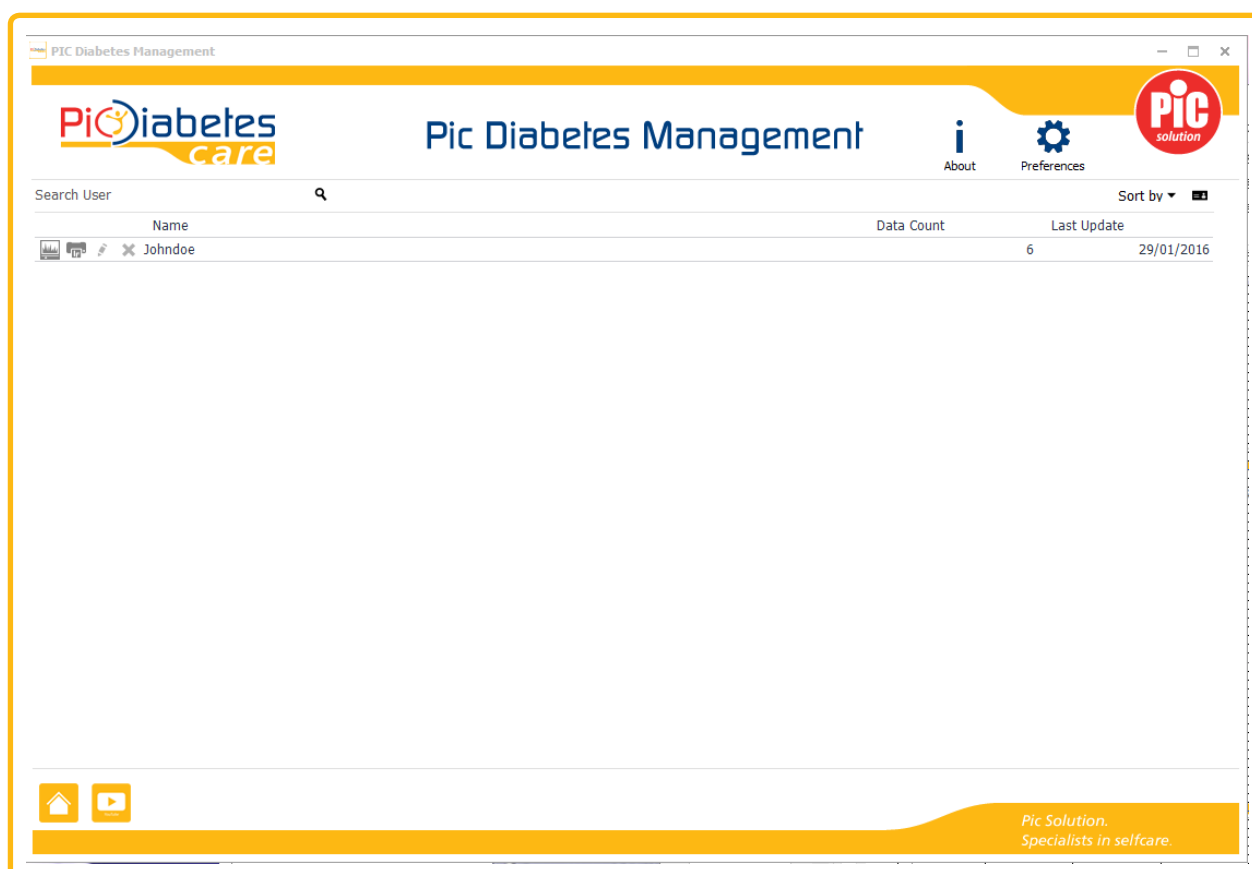 PIC Diabetes Management
PicDiabetes
care
Pic Diabetes Management
About
Preferences
PiC
solution
Search User
Sort by
Name Data Count Last Update
Johndoe 6 29/01/2016
Pic Solution.
Specialists in selfcare.